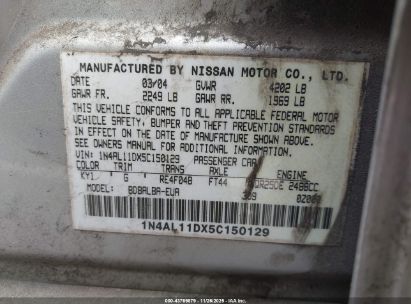 MANUFACTURED BY NISSAN MOTOR CO., LTD.
DATE 03/04 GVWR 4202 LB
GAWR FR. 2249 LB GAWR RR. 1969 LB
THIS VEHICLE CONFORMS TO ALL APPLICABLE FEDERAL MOTOR
VEHICLE SAFETY, BUMPER AND THEFT PREVENTION STANDARDS
IN EFFECT ON THE DATE OF MANUFACTURE SHOWN ABOVE.
SEE OWNERS MANUAL FOR ADDITIONAL INFORMATION.
VIN:1N4AL11DX5C150129 PASSENGER CAR
COLOR TRIM TRANS AXLE ENGINE
KY1 G RE4F04B FT44 QR25DE 2488CC
MODEL: BDBALBA-EUA
1N4AL11DX5C150129